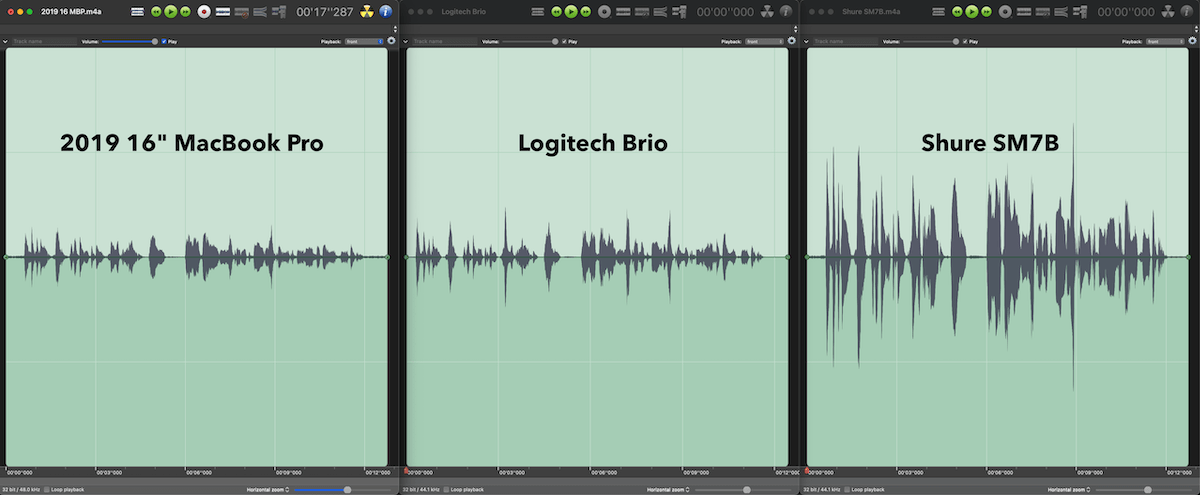 2019 16 MBP.m4a
00'17"287
Track name
Volume:
Play
Playback: front
2019 16" MacBook Pro
00'00"000
00'03"000
00'06"000
00'09"000
00'12"000
32 bit / 48.0 kHz
Loop playback
Horizontal zoom
Logitech Brio
00'00"000
Track name
Volume:
Play
Playback: front
Logitech Brio
00'00"000
00'03"000
00'06"000
00'09"000
00'12"000
32 bit / 44.1 kHz
Loop playback
Horizontal zoom
Shure SM7B.m4a
00'00"000
Track name
Volume:
Play
Playback: front
Shure SM7B
00'00"000
00'03"000
00'06"000
00'09"000
00'12"000
32 bit / 44.1 kHz
Loop playback
Horizontal zoom